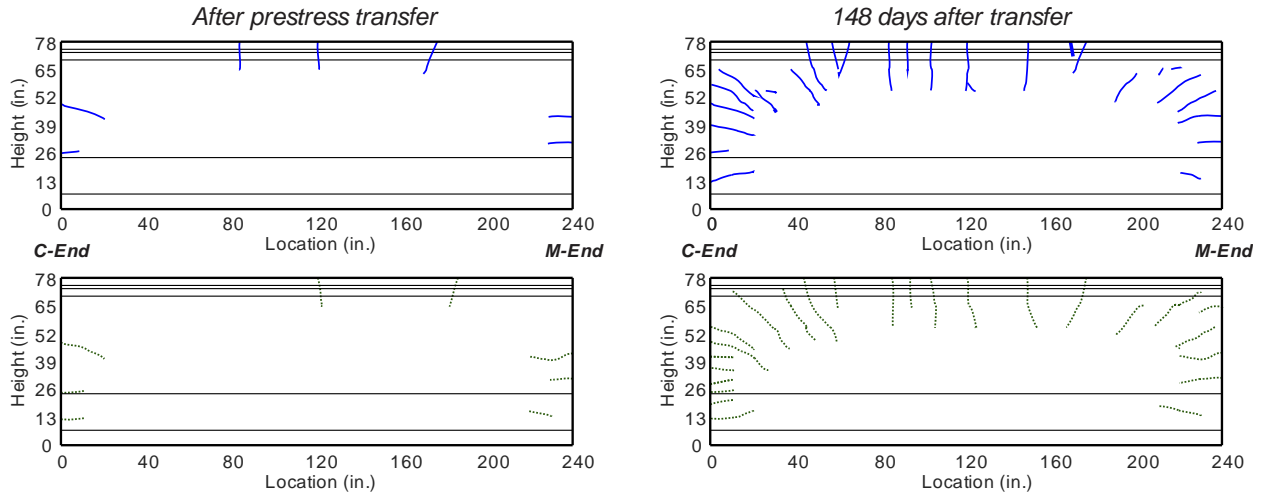 After prestress transfer
148 days after transfer
Height (in.)
78
65
52
39
26
13
0
0 40 80 120 160 200 240
Location (in.)
Height (in.)
78
65
52
39
26
13
0
0 40 80 120 160 200 240
Location (in.)
C-End
M-End
C-End
M-End
Height (in.)
78
65
52
39
26
13
0
0 40 80 120 160 200 240
Location (in.)
Height (in.)
78
65
52
39
26
13
0
0 40 80 120 160 200 240
Location (in.)